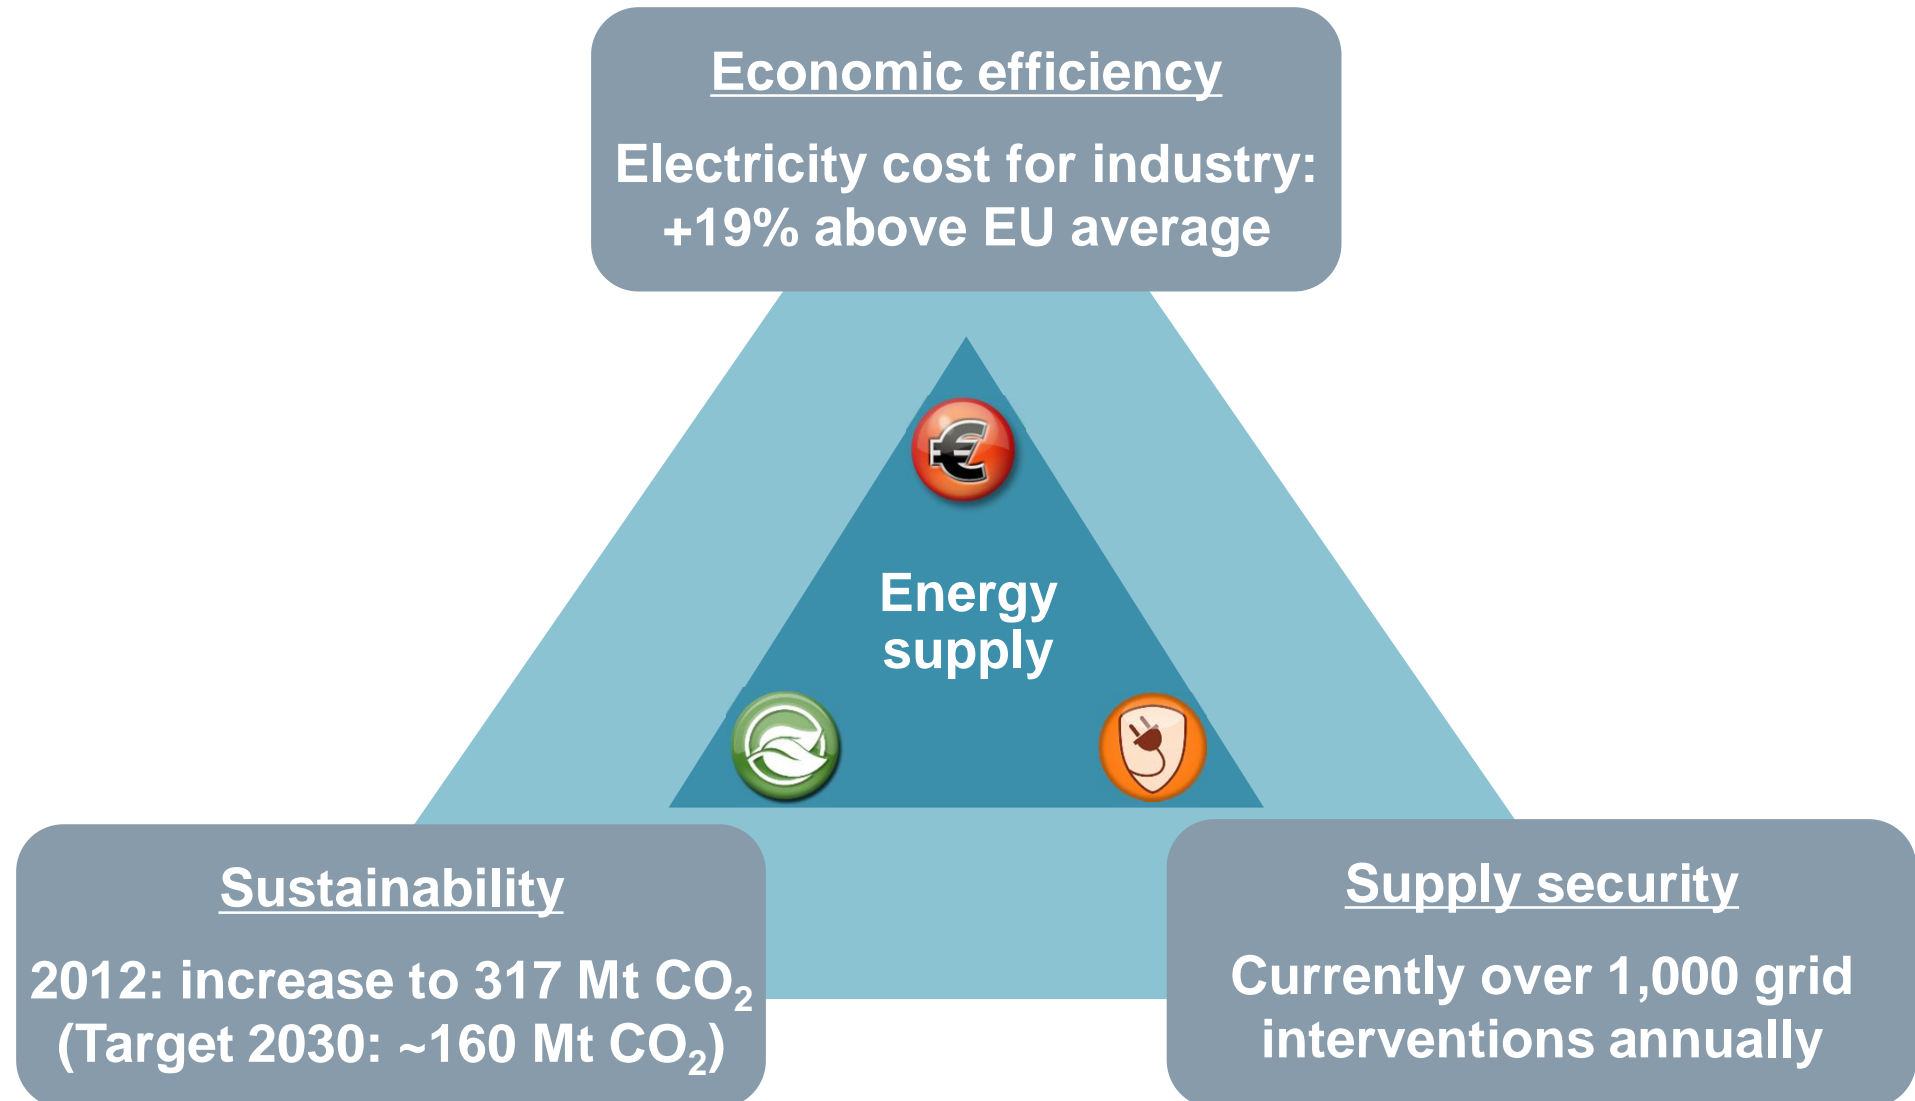 Economic efficiency
Electricity cost for industry:
+19% above EU average
Energy
supply
Sustainability
2012: increase to 317 Mt CO₂
(Target 2030: ~160 Mt CO₂)
Supply security
Currently over 1,000 grid
interventions annually